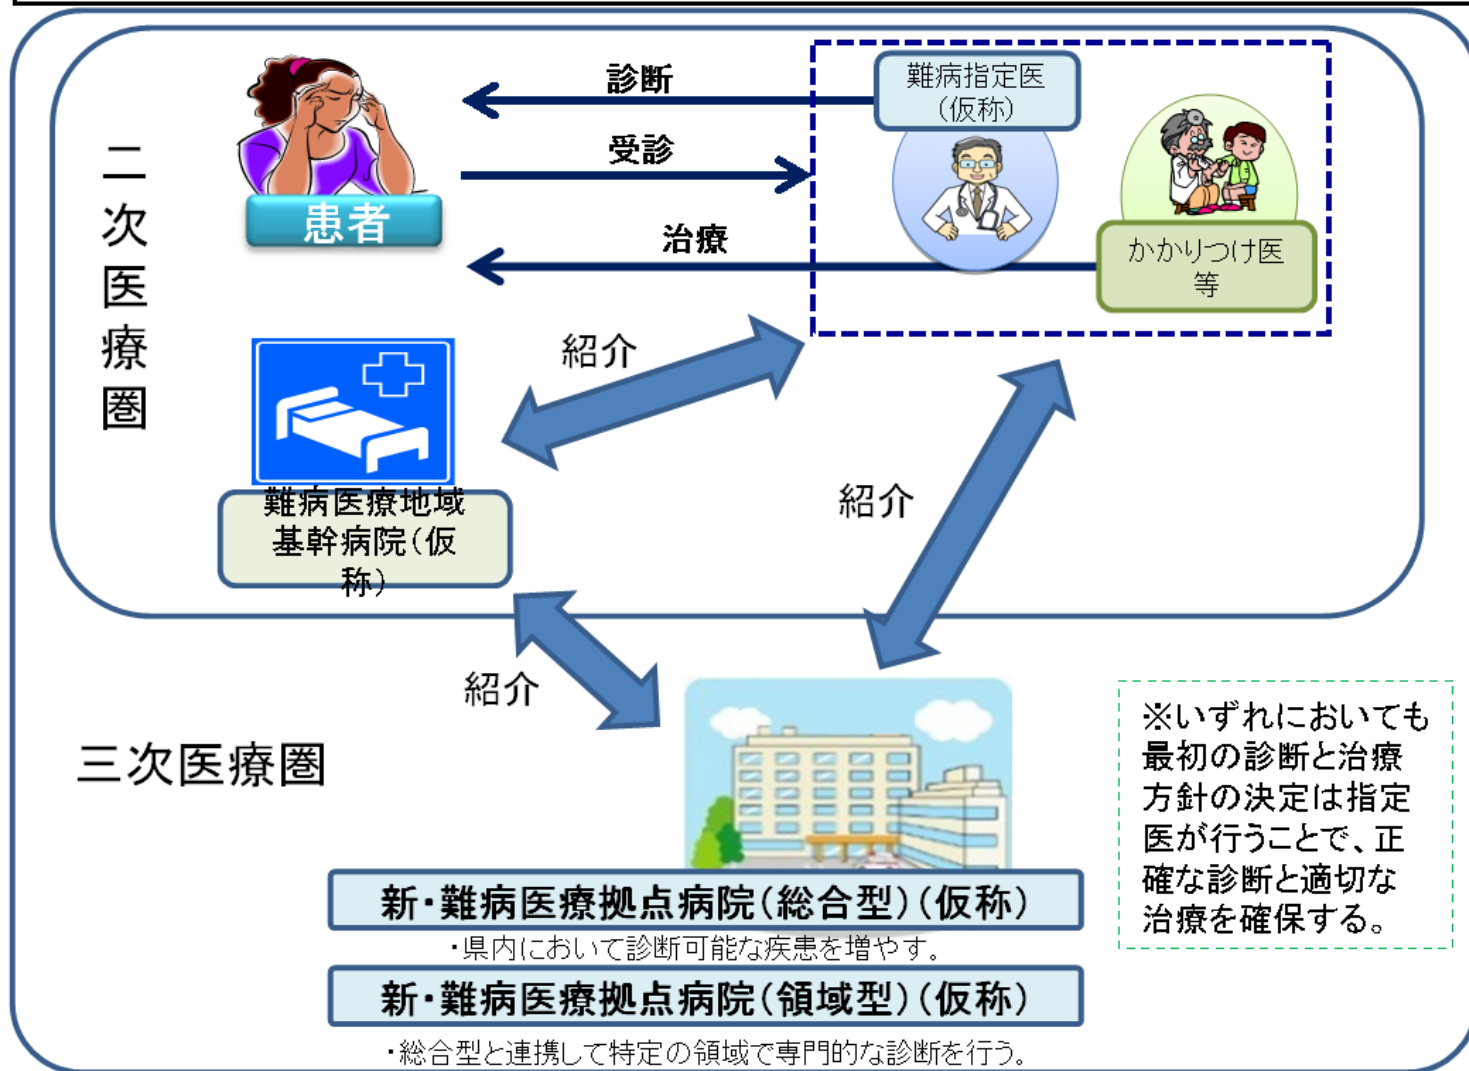 二次医療圏
診断
受診
治療
患者
難病指定医
(仮称)
かかりつけ医
等
紹介
難病医療地域
基幹病院(仮
称)
紹介
紹介
三次医療圏
新・難病医療拠点病院(総合型)(仮称)
・県内において診断可能な疾患を増やす。
新・難病医療拠点病院(領域型)(仮称)
・総合型と連携して特定の領域で専門的な診断を行う。
※いずれにおいても
最初の診断と治療
方針の決定は指定
医が行うことで、正
確な診断と適切な
治療を確保する。